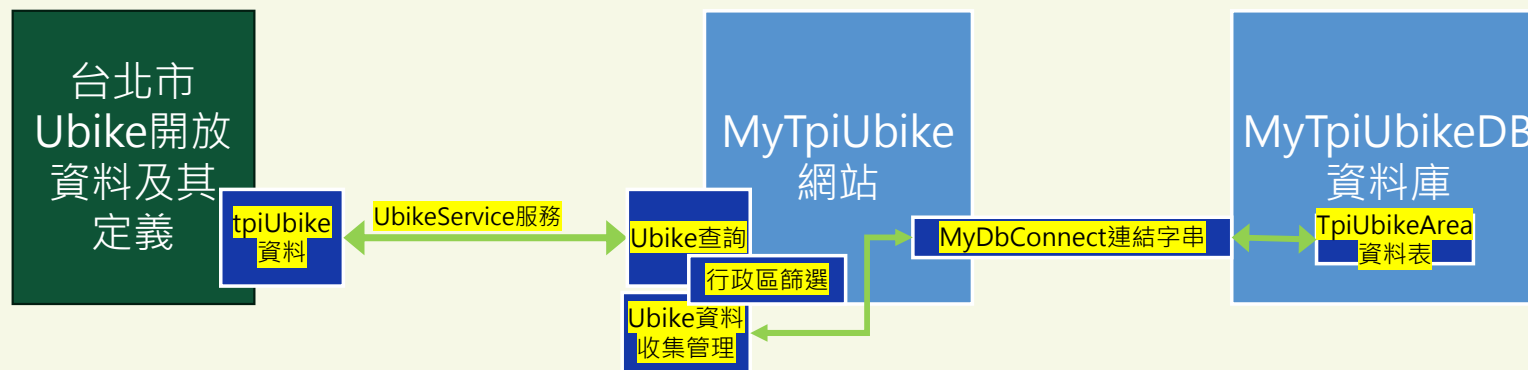 台北市
Ubike開放
資料及其
定義
tpiUbike
資料
UbikeService服務
MyTpiUbike
網站
Ubike查詢
行政區篩選
Ubike資料
收集管理
MyDbConnect連結字串
MyTpiUbikeDB
資料庫
TpiUbikeArea
資料表